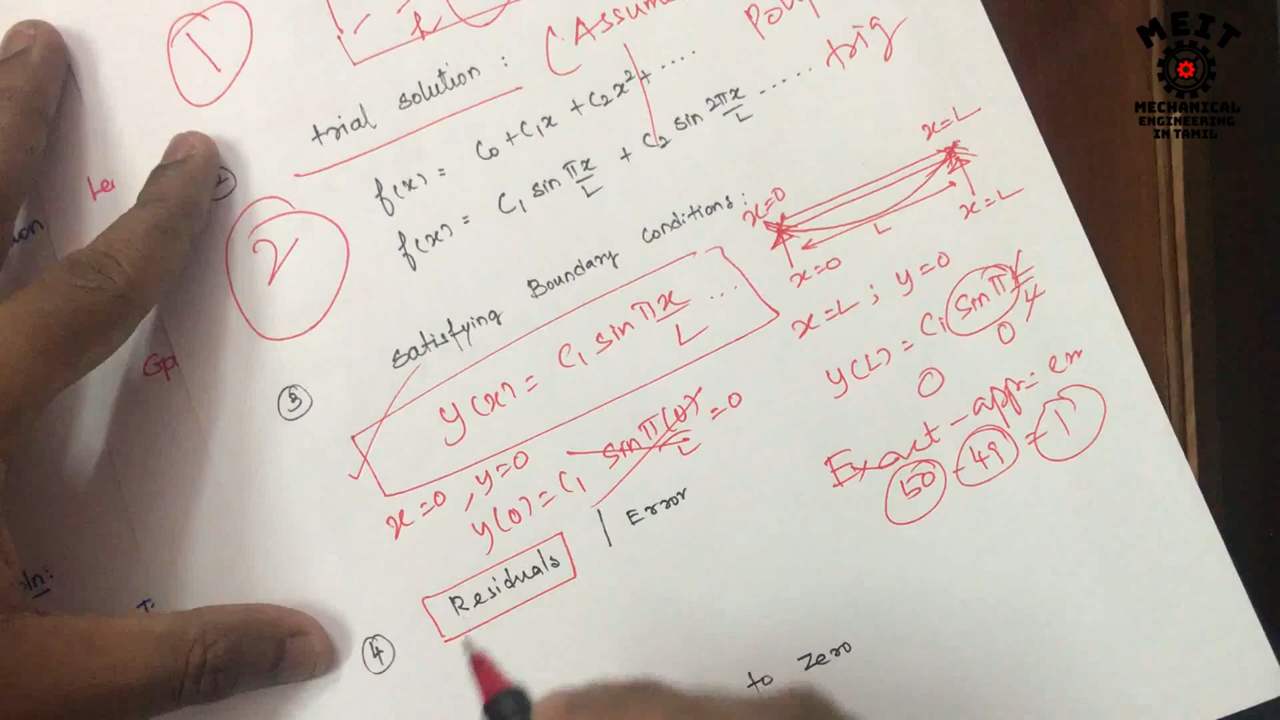 MEIT
MECHANICAL
ENGINEERING
IN TAMIL
1
(Assume
trial solution :
f(x) = C₀ + C₁x + C₂x² + ....
f(x) = C₁ sin πx/L + C₂ sin 2πx/L ..... trig
2
satisfying Boundary conditions :
y(x) = C₁ sin πx/L ...
x=0, y=0
y(0) = C₁ sin π(0)/L = 0
x=0
x=L
L
x=0
x=L
x=L ; y=0
y(L) = C₁ sin π
0
0
Exact - app = err
50 - 49 = 1
3
Residuals | Error
4
to zero